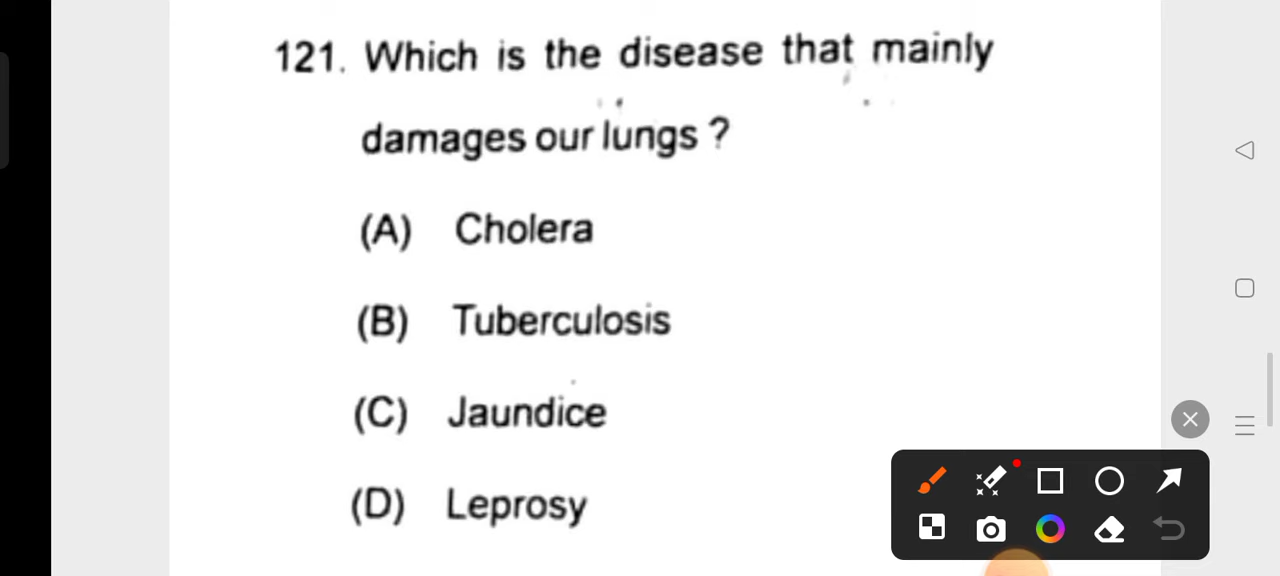 121. Which is the disease that mainly
damages our lungs ?
(A) Cholera
(B) Tuberculosis
(C) Jaundice
(D) Leprosy